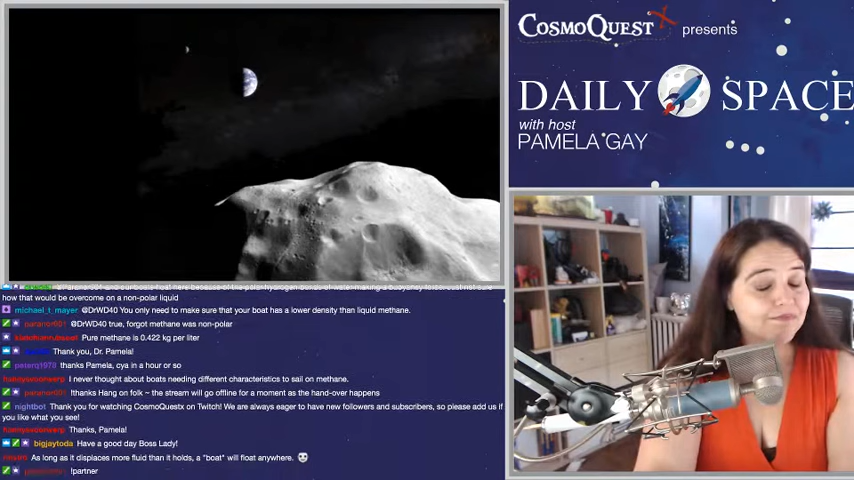 COSMOQUEST X presents
DAILY SPACE
with host
PAMELA GAY
how that would be overcome on a non-polar liquid
michael_t_mayer @DrWD40 You only need to make sure that your boat has a lower density than liquid methane.
@DrWD40 true, forgot methane was non-polar
Pure methane is 0.422 kg per liter
Thank you, Dr. Pamela!
peterq1978 thanks Pamela, cya in a hour or so
I never thought about boats needing different characteristics to sail on methane.
!thanks Hang on folk ~ the stream will go offline for a moment as the hand-over happens
nightbot Thank you for watching CosmoQuestx on Twitch! We are always eager to have new followers and subscribers, so please add us if
you like what you see!
Thanks, Pamela!
bigjaytoda Have a good day Boss Lady!
As long as it displaces more fluid than it holds, a "boat" will float anywhere.
!partner